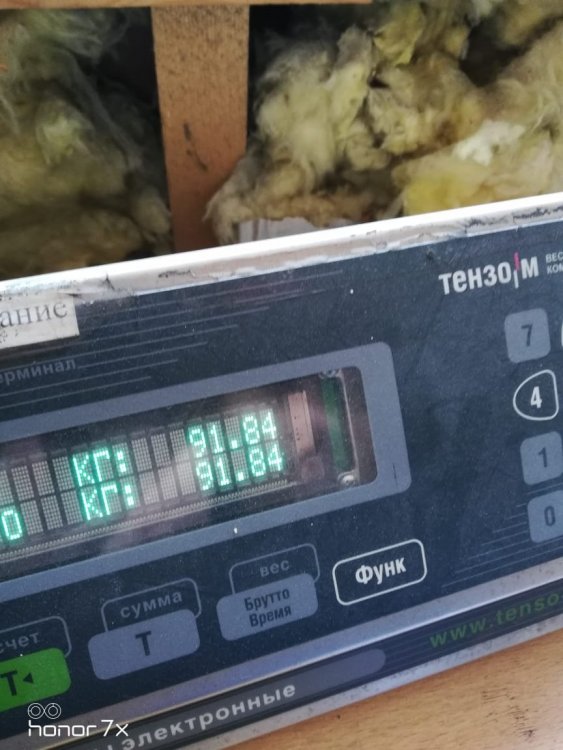 ТЕНЗО М
ВЕС
КОМ
ание
ерминал
7
4
1
0
КГ: 91.84
О КГ: 91.84
счет
Т
сумма
Т
вес
Брутто
Время
Функ
www.tenso
электронные
honor 7x